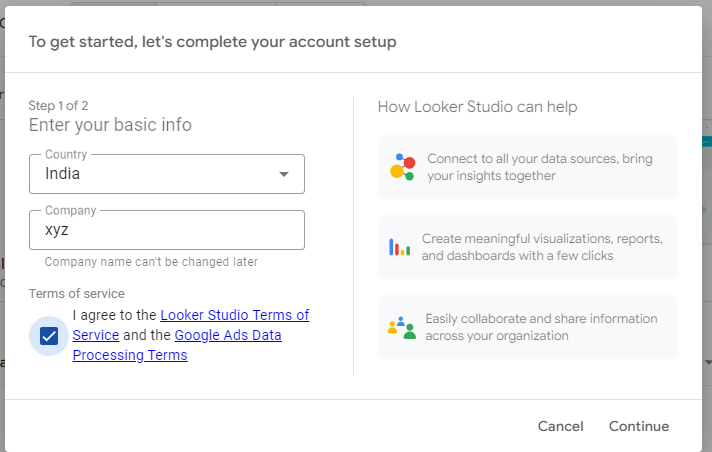 To get started, let's complete your account setup
Step 1 of 2
Enter your basic info
Country
India
Company
xyz
Company name can't be changed later
Terms of service
I agree to the Looker Studio Terms of
Service and the Google Ads Data
Processing Terms
How Looker Studio can help
Connect to all your data sources, bring
your insights together
Create meaningful visualizations, reports,
and dashboards with a few clicks
Easily collaborate and share information
across your organization
Cancel
Continue